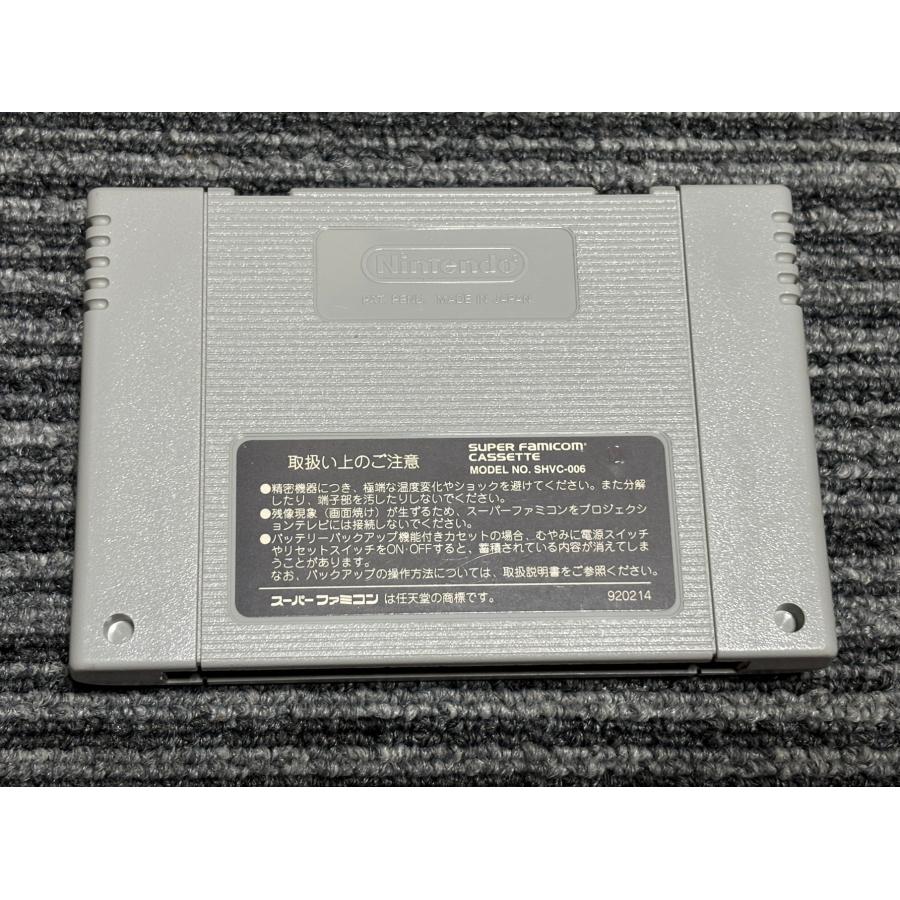 Nintendo
PAT. PEND. MADE IN JAPAN
取扱い上のご注意
SUPER FAMICOM
CASSETTE
MODEL NO. SHVC-006
●精密機器につき、極端な温度変化やショックを避けてください。また分解
したり、端子部を汚したりしないでください。
●残像現象（画面焼け）が生ずるため、スーパーファミコンをプロジェクシ
ョンテレビには接続しないでください。
●バッテリーバックアップ機能付きカセットの場合、むやみに電源スイッチ
やリセットスイッチをON・OFFすると、蓄積されている内容が消えてしま
うことがあります。
なお、バックアップの操作方法については、取扱説明書をご参照ください。
スーパーファミコンは任天堂の商標です。
920214